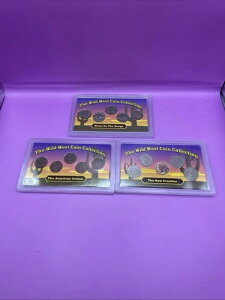 The Wild West Coin Collection
Home On The Range
The Wild West Coin Collection
The American Indian
The Wild West Coin Collection
The New Frontier